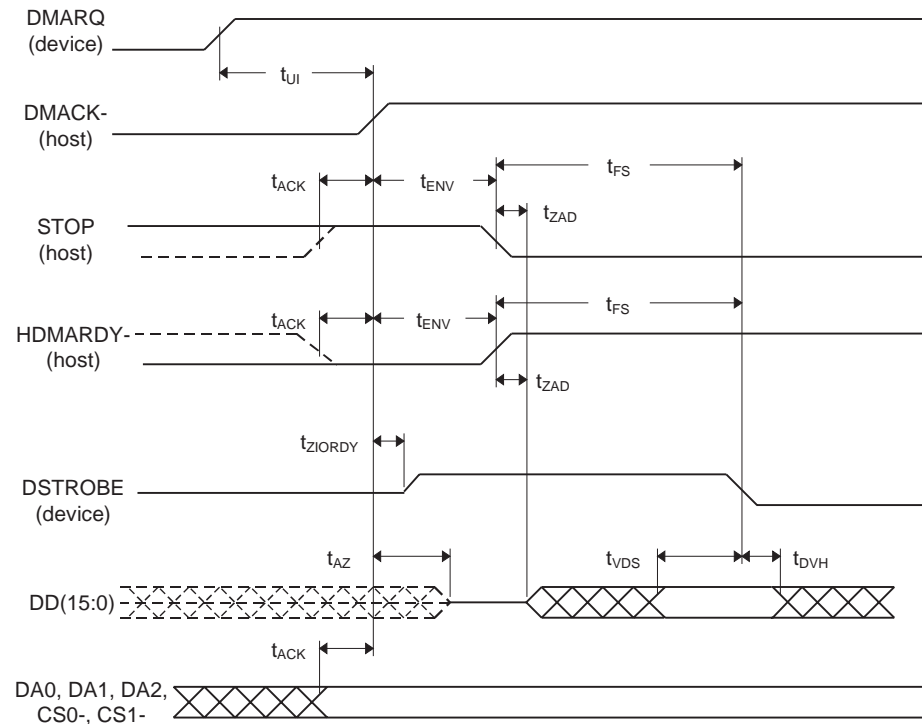 DMARQ
(device)
tUI
DMACK-
(host)
tACK
tENV
tFS
tZAD
STOP
(host)
tACK
tENV
tFS
HDMARDY-
(host)
tZAD
tZIORDY
DSTROBE
(device)
tAZ
tVDS
tDVH
DD(15:0)
tACK
DA0, DA1, DA2,
CS0-, CS1-